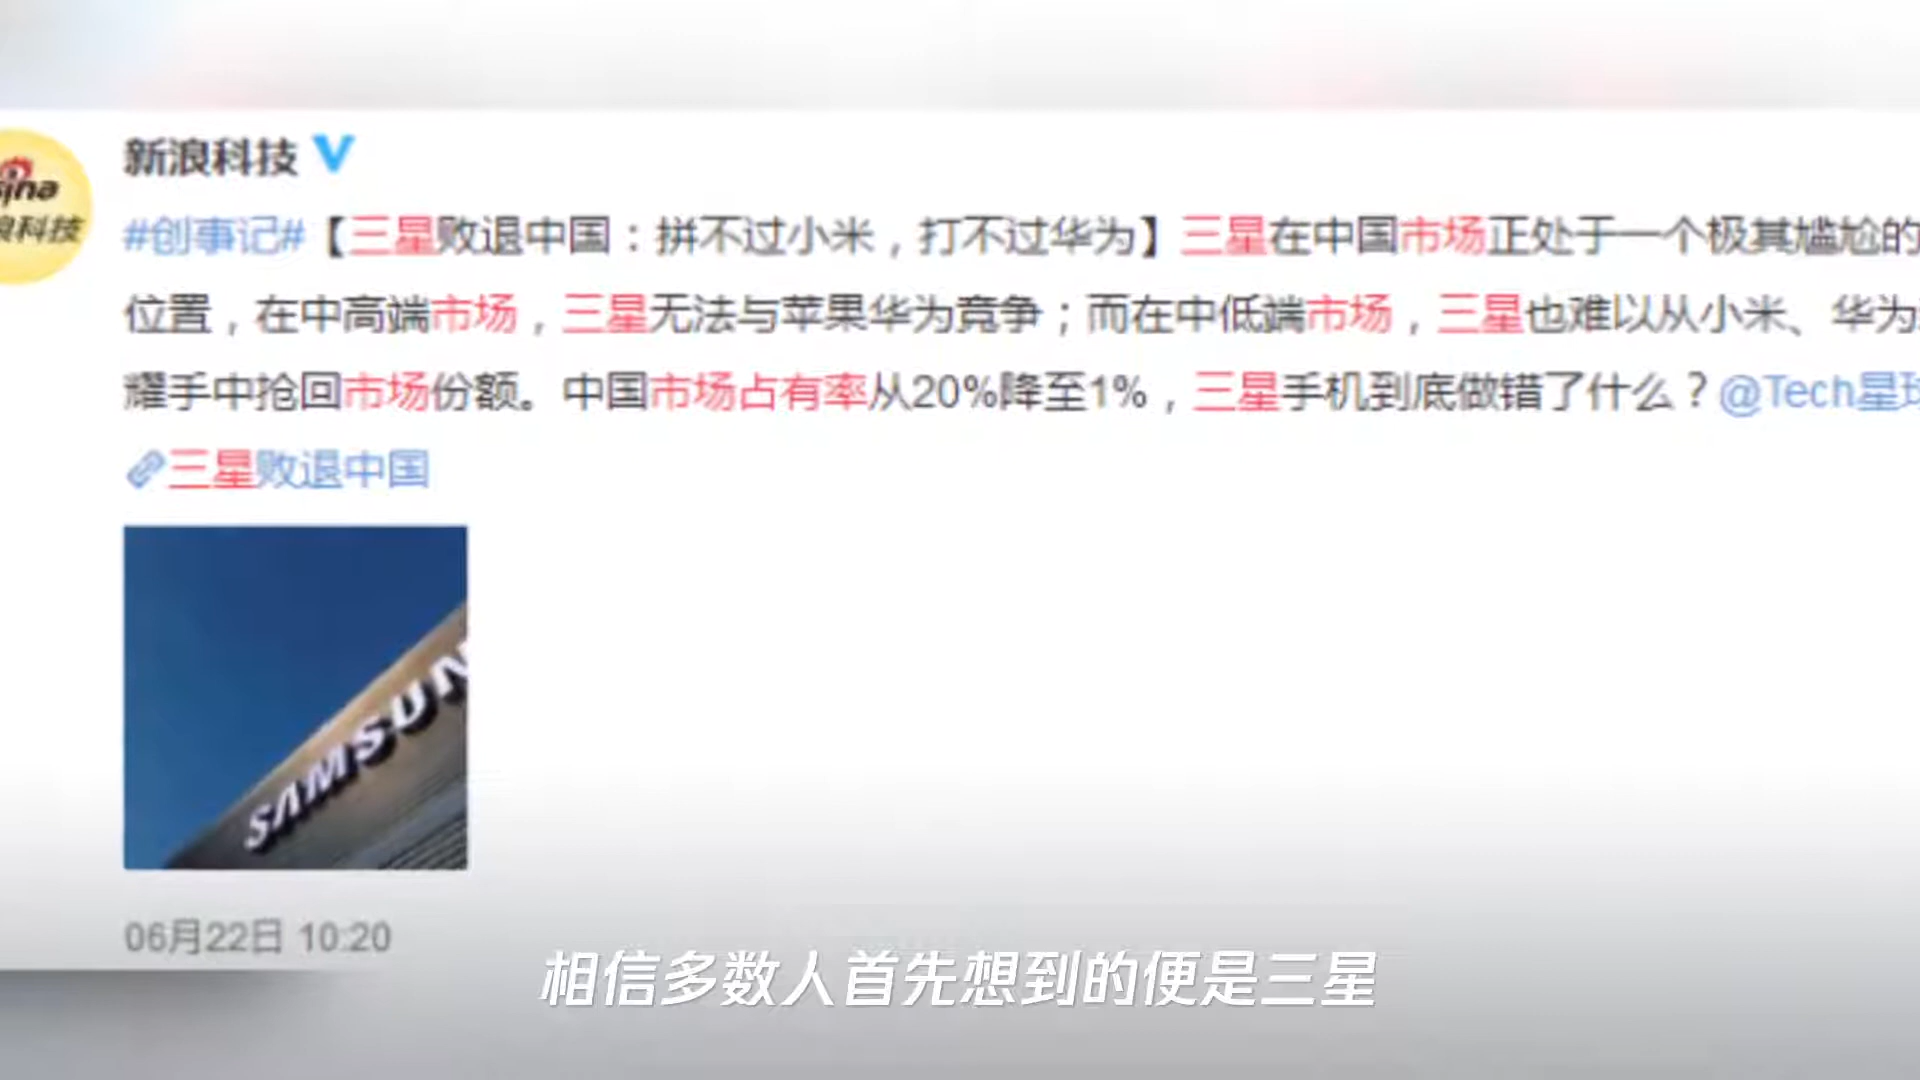 新浪科技 V
sina
浪科技
#创事记#【三星败退中国：拼不过小米，打不过华为】三星在中国市场正处于一个极其尴尬的
位置，在中高端市场，三星无法与苹果华为竞争；而在中低端市场，三星也难以从小米、华为
耀手中抢回市场份额。中国市场占有率从20%降至1%，三星手机到底做错了什么？@Tech星球
三星败退中国
SAMSUN
06月22日 10:20
相信多数人首先想到的便是三星